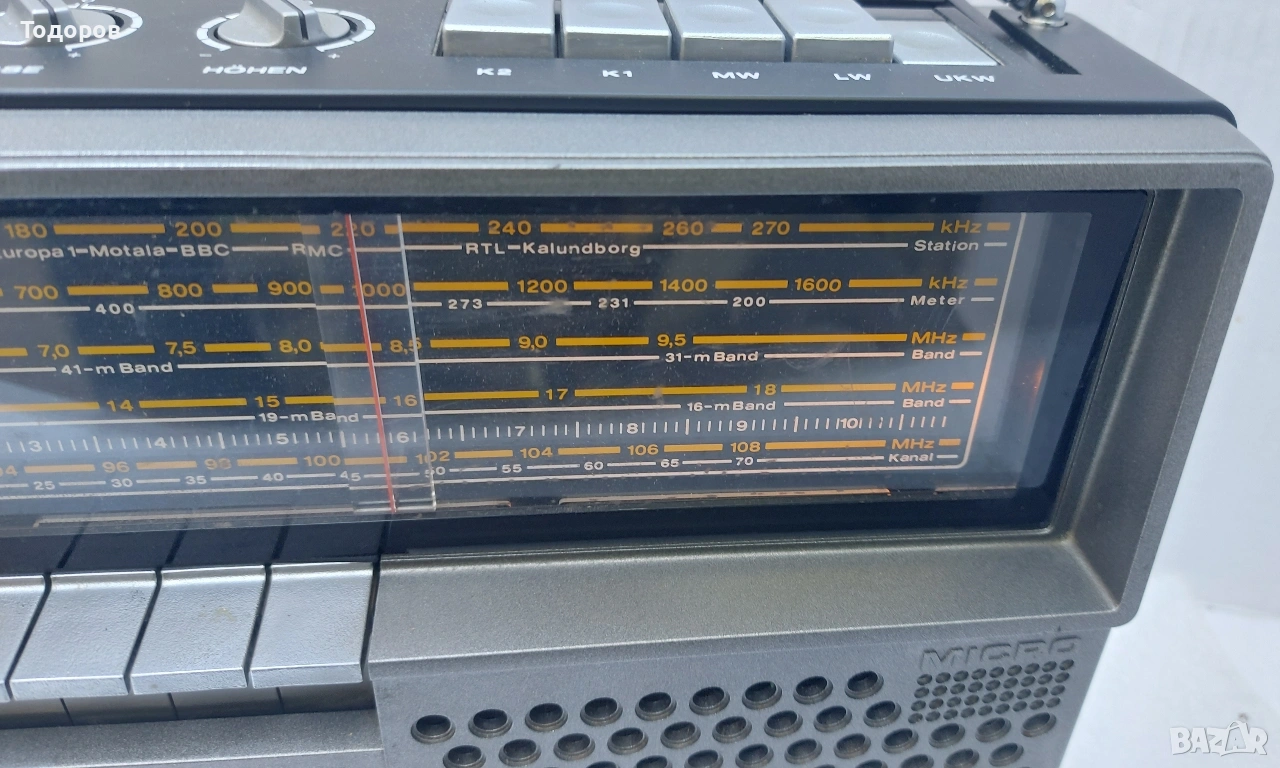 Тодоров
HÖHEN
K2 K1 MW LW UKW
180 200 220 240 260 270 kHz
uropa 1-Motala-BBC RMC RTL-Kalundborg Station
700 800 900 1000 1200 1400 1600 kHz
400 273 231 200 Meter
7,0 7,5 8,0 8,5 9,0 9,5 MHz
41-m Band 31-m Band Band
14 15 16 17 18 MHz
19-m Band 16-m Band Band
3 4 5 6 7 8 9 10
96 98 100 102 104 106 108 MHz
25 30 35 40 45 50 55 60 65 70 Kanal
MICRO
BAZAR